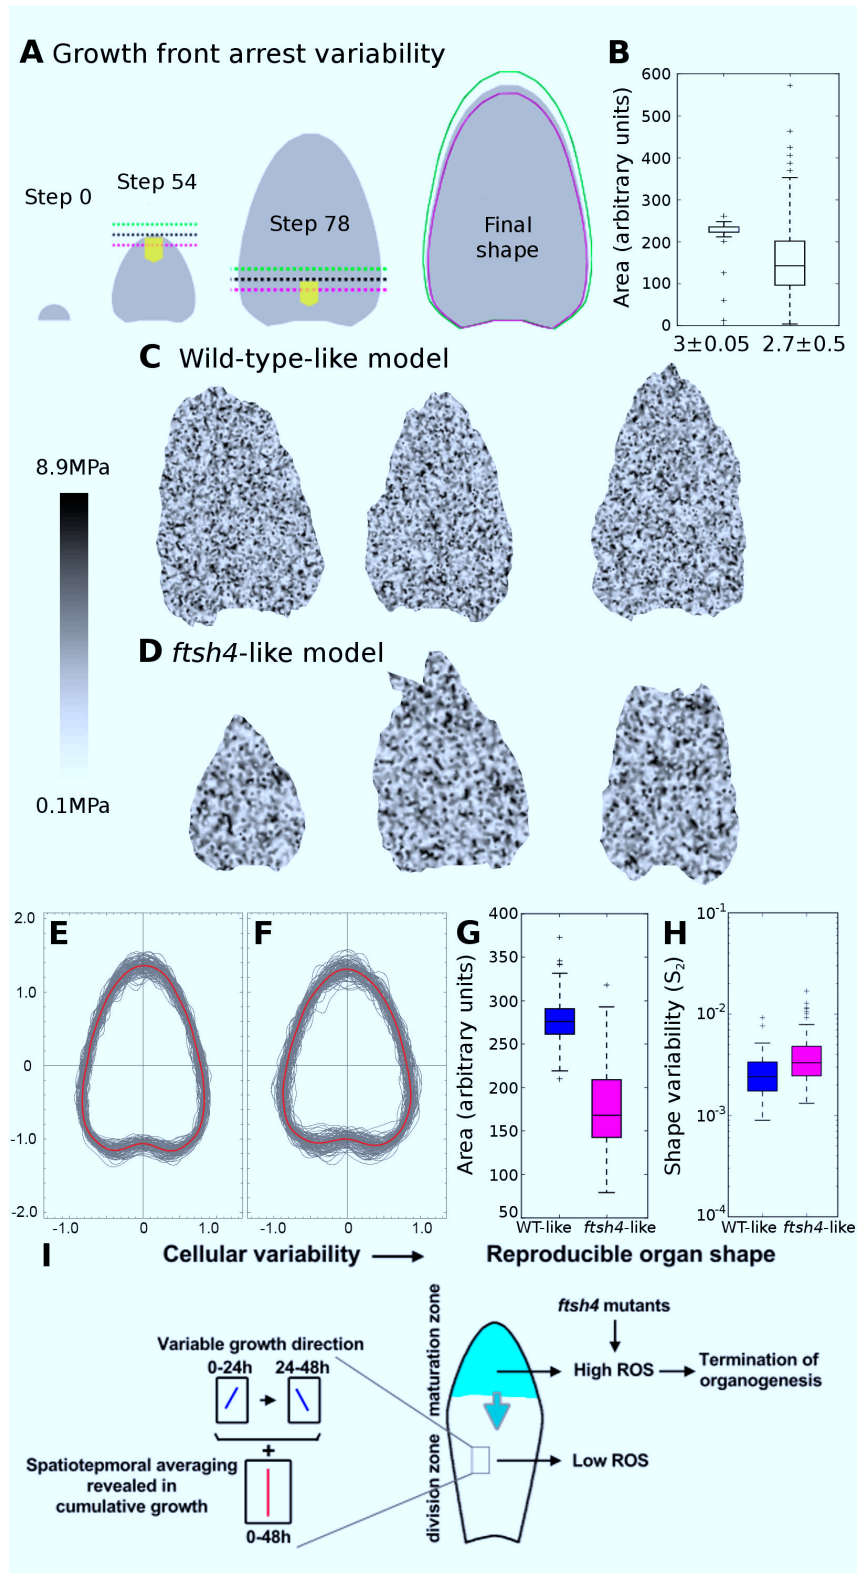 A Growth front arrest variability
Step 0
Step 54
Step 78
Final
shape
B
Area (arbitrary units)
600
500
400
300
200
100
0
3±0.05
2.7±0.5
C Wild-type-like model
8.9MPa
0.1MPa
D ftsh4-like model
E
2.0
1.0
0
-1.0
-2.0
-1.0
0
1.0
F
-1.0
0
1.0
G
Area (arbitrary units)
400
350
300
250
200
150
100
50
WT-like
ftsh4-like
H
Shape variability (S2)
10-1
10-2
10-3
10-4
WT-like
ftsh4-like
I
Cellular variability
Reproducible organ shape
Variable growth direction
0-24h
24-48h
+
Spatiotepmoral averaging
revealed in
cumulative growth
0-48h
maturation zone
division zone
ftsh4 mutants
High ROS
Termination of
organogenesis
Low ROS